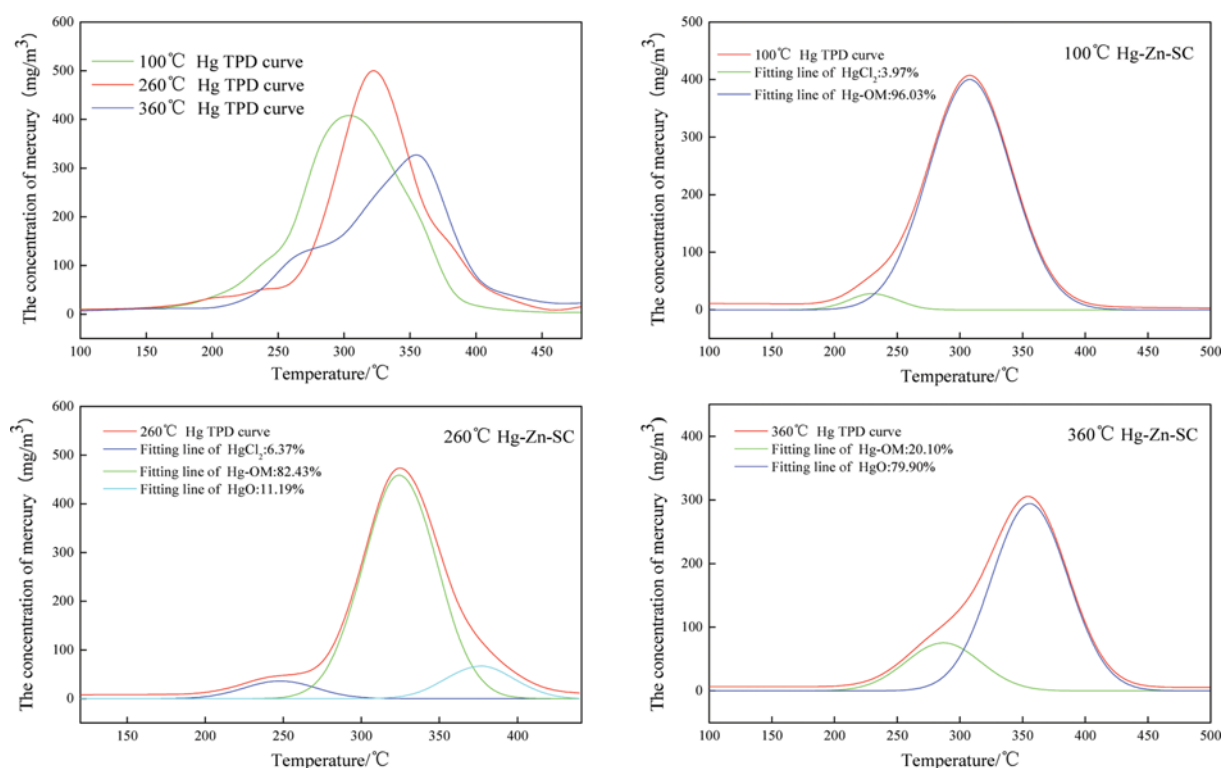 The concentration of mercury (mg/m³)
600
500
400
300
200
100
0
100℃ Hg TPD curve
260℃ Hg TPD curve
360℃ Hg TPD curve
100 150 200 250 300 350 400 450
Temperature/℃
The concentration of mercury (mg/m³)
500
400
300
200
100
0
100℃ Hg TPD curve
Fitting line of HgCl₂:3.97%
Fitting line of Hg-OM:96.03%
100℃ Hg-Zn-SC
100 150 200 250 300 350 400 450 500
Temperature/℃
The concentration of mercury (mg/m³)
600
500
400
300
200
100
0
260℃ Hg TPD curve
Fitting line of HgCl₂:6.37%
Fitting line of Hg-OM:82.43%
Fitting line of HgO:11.19%
260℃ Hg-Zn-SC
150 200 250 300 350 400
Temperature/℃
The concentration of mercury (mg/m³)
400
300
200
100
0
360℃ Hg TPD curve
Fitting line of Hg-OM:20.10%
Fitting line of HgO:79.90%
360℃ Hg-Zn-SC
100 150 200 250 300 350 400 450 500
Temperature/℃